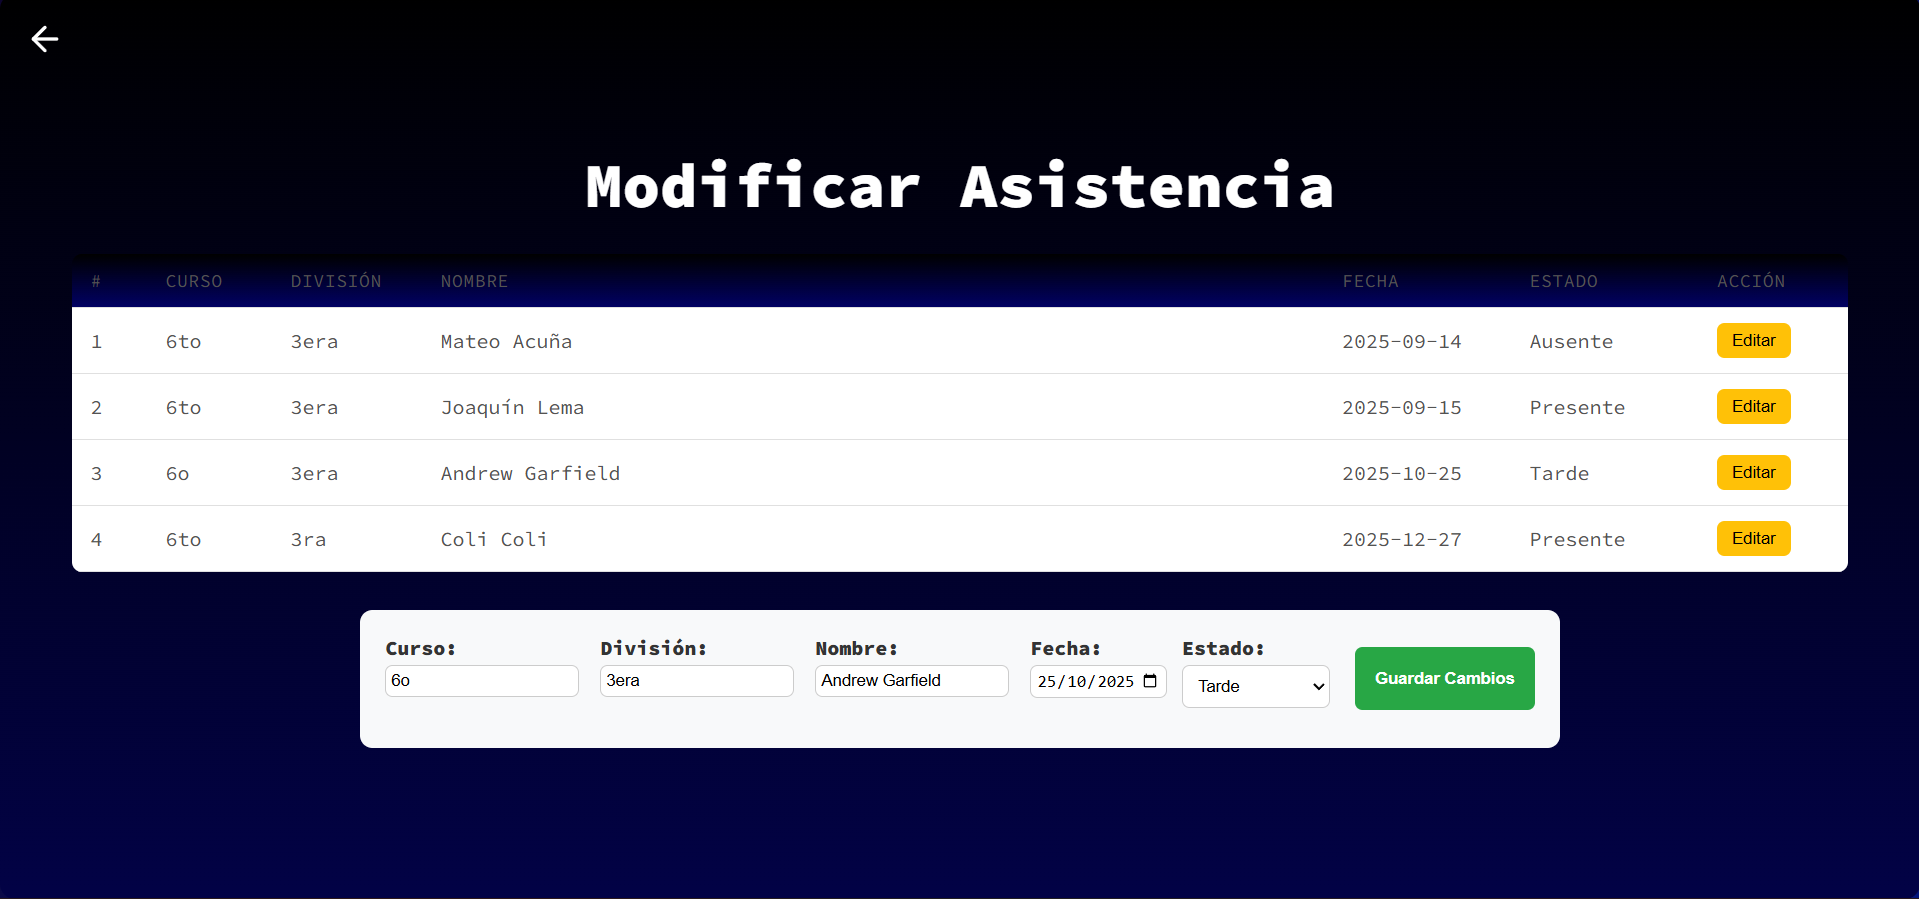 Modificar Asistencia
# CURSO DIVISIÓN NOMBRE FECHA ESTADO ACCIÓN
1 6to 3era Mateo Acuña 2025-09-14 Ausente Editar
2 6to 3era Joaquín Lema 2025-09-15 Presente Editar
3 6o 3era Andrew Garfield 2025-10-25 Tarde Editar
4 6to 3ra Coli Coli 2025-12-27 Presente Editar
Curso: División: Nombre: Fecha: Estado:
6o 3era Andrew Garfield 25/10/2025 Tarde Guardar Cambios